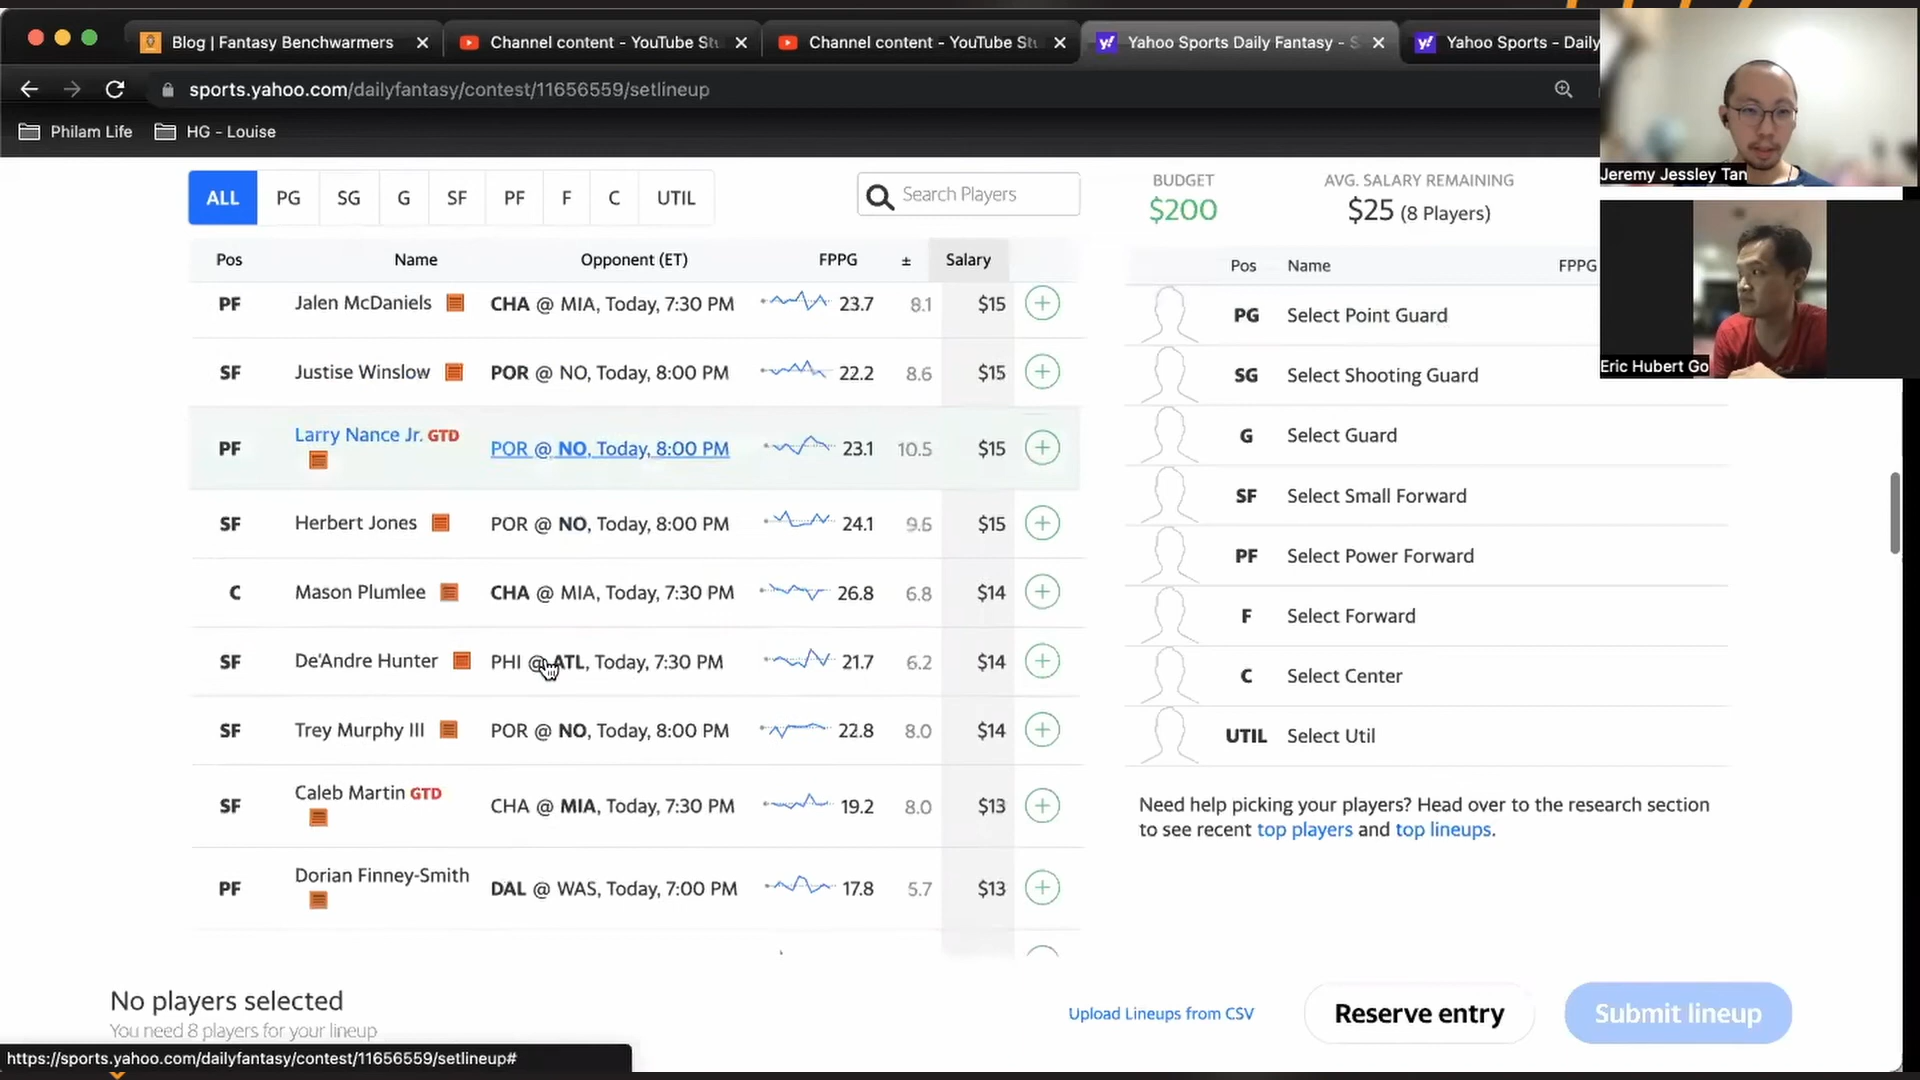 Blog | Fantasy Benchwarmers
Channel content - YouTube Stu
Channel content - YouTube Stu
Yahoo Sports Daily Fantasy - S
Yahoo Sports - Daily
sports.yahoo.com/dailyfantasy/contest/11656559/setlineup
Philam Life
HG - Louise
Jeremy Jessley Tan
Eric Hubert Go
ALL PG SG G SF PF F C UTIL
Search Players
BUDGET
$200
AVG. SALARY REMAINING
$25 (8 Players)
Pos Name Opponent (ET) FPPG ± Salary
PF Jalen McDaniels CHA @ MIA, Today, 7:30 PM 23.7 8.1 $15
SF Justise Winslow POR @ NO, Today, 8:00 PM 22.2 8.6 $15
PF Larry Nance Jr. GTD POR @ NO, Today, 8:00 PM 23.1 10.5 $15
SF Herbert Jones POR @ NO, Today, 8:00 PM 24.1 9.6 $15
C Mason Plumlee CHA @ MIA, Today, 7:30 PM 26.8 6.8 $14
SF De'Andre Hunter PHI @ ATL, Today, 7:30 PM 21.7 6.2 $14
SF Trey Murphy III POR @ NO, Today, 8:00 PM 22.8 8.0 $14
SF Caleb Martin GTD CHA @ MIA, Today, 7:30 PM 19.2 8.0 $13
PF Dorian Finney-Smith DAL @ WAS, Today, 7:00 PM 17.8 5.7 $13
Pos Name FPPG
PG Select Point Guard
SG Select Shooting Guard
G Select Guard
SF Select Small Forward
PF Select Power Forward
F Select Forward
C Select Center
UTIL Select Util
Need help picking your players? Head over to the research section
to see recent top players and top lineups.
No players selected
You need 8 players for your lineup
Upload Lineups from CSV
Reserve entry
Submit lineup
https://sports.yahoo.com/dailyfantasy/contest/11656559/setlineup#